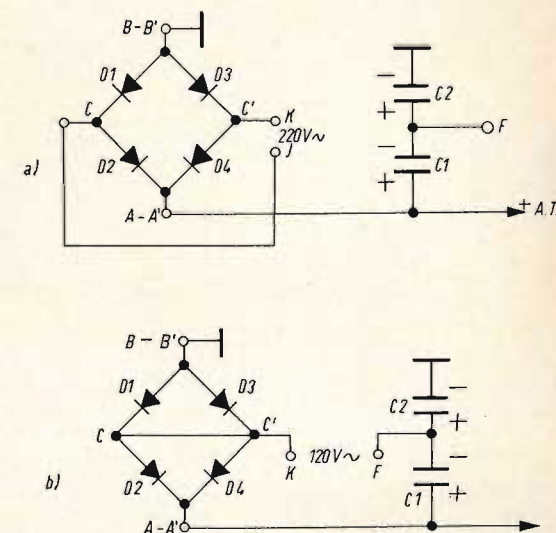 B-B'
D1
D3
C
C'
K
220V~
J
a)
D2
D4
A-A'
-
C2
+
-
F
C1
+
+ A.T.
B - B'
D1
D3
C
C'
K
120V~
F
b)
D2
D4
A-A'
-
C2
+
-
C1
+